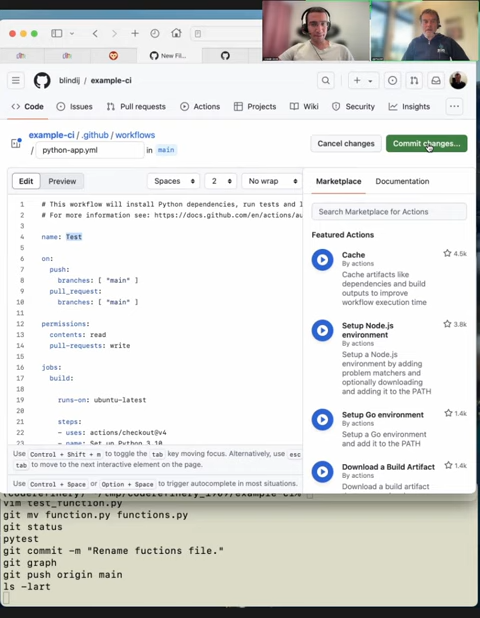 New Fil...
blindij / example-ci
Code
Issues
Pull requests
Actions
Projects
Wiki
Security
Insights
example-ci / .github / workflows
/ python-app.yml in main
Cancel changes
Commit changes...
Edit
Preview
Spaces
2
No wrap
1 # This workflow will install Python dependencies, run tests and l
2 # For more information see: https://docs.github.com/en/actions/au
3
4 name: Test
5
6 on:
7 push:
8 branches: [ "main" ]
9 pull_request:
10 branches: [ "main" ]
11
12 permissions:
13 contents: read
14 pull-requests: write
15
16 jobs:
17 build:
18
19 runs-on: ubuntu-latest
20
21 steps:
22 - uses: actions/checkout@v4
23 - name: Set up Python 3.10
Use Control + Shift + m to toggle the tab key moving focus. Alternatively, use esc
tab to move to the next interactive element on the page.
Use Control + Space or Option + Space to trigger autocomplete in most situations.
Marketplace
Documentation
Search Marketplace for Actions
Featured Actions
Cache
4.5k
By actions
Cache artifacts like
dependencies and build
outputs to improve
workflow execution time
Setup Node.js
environment
3.8k
By actions
Setup a Node.js
environment by adding
problem matchers and
optionally downloading
and adding it to the PATH
Setup Go environment
1.4k
By actions
Setup a Go environment
and add it to the PATH
Download a Build Artifact
1.4k
By actions
Download a build artifact
vim test_function.py
git mv function.py functions.py
git status
pytest
git commit -m "Rename fuctions file."
git graph
git push origin main
ls -lart